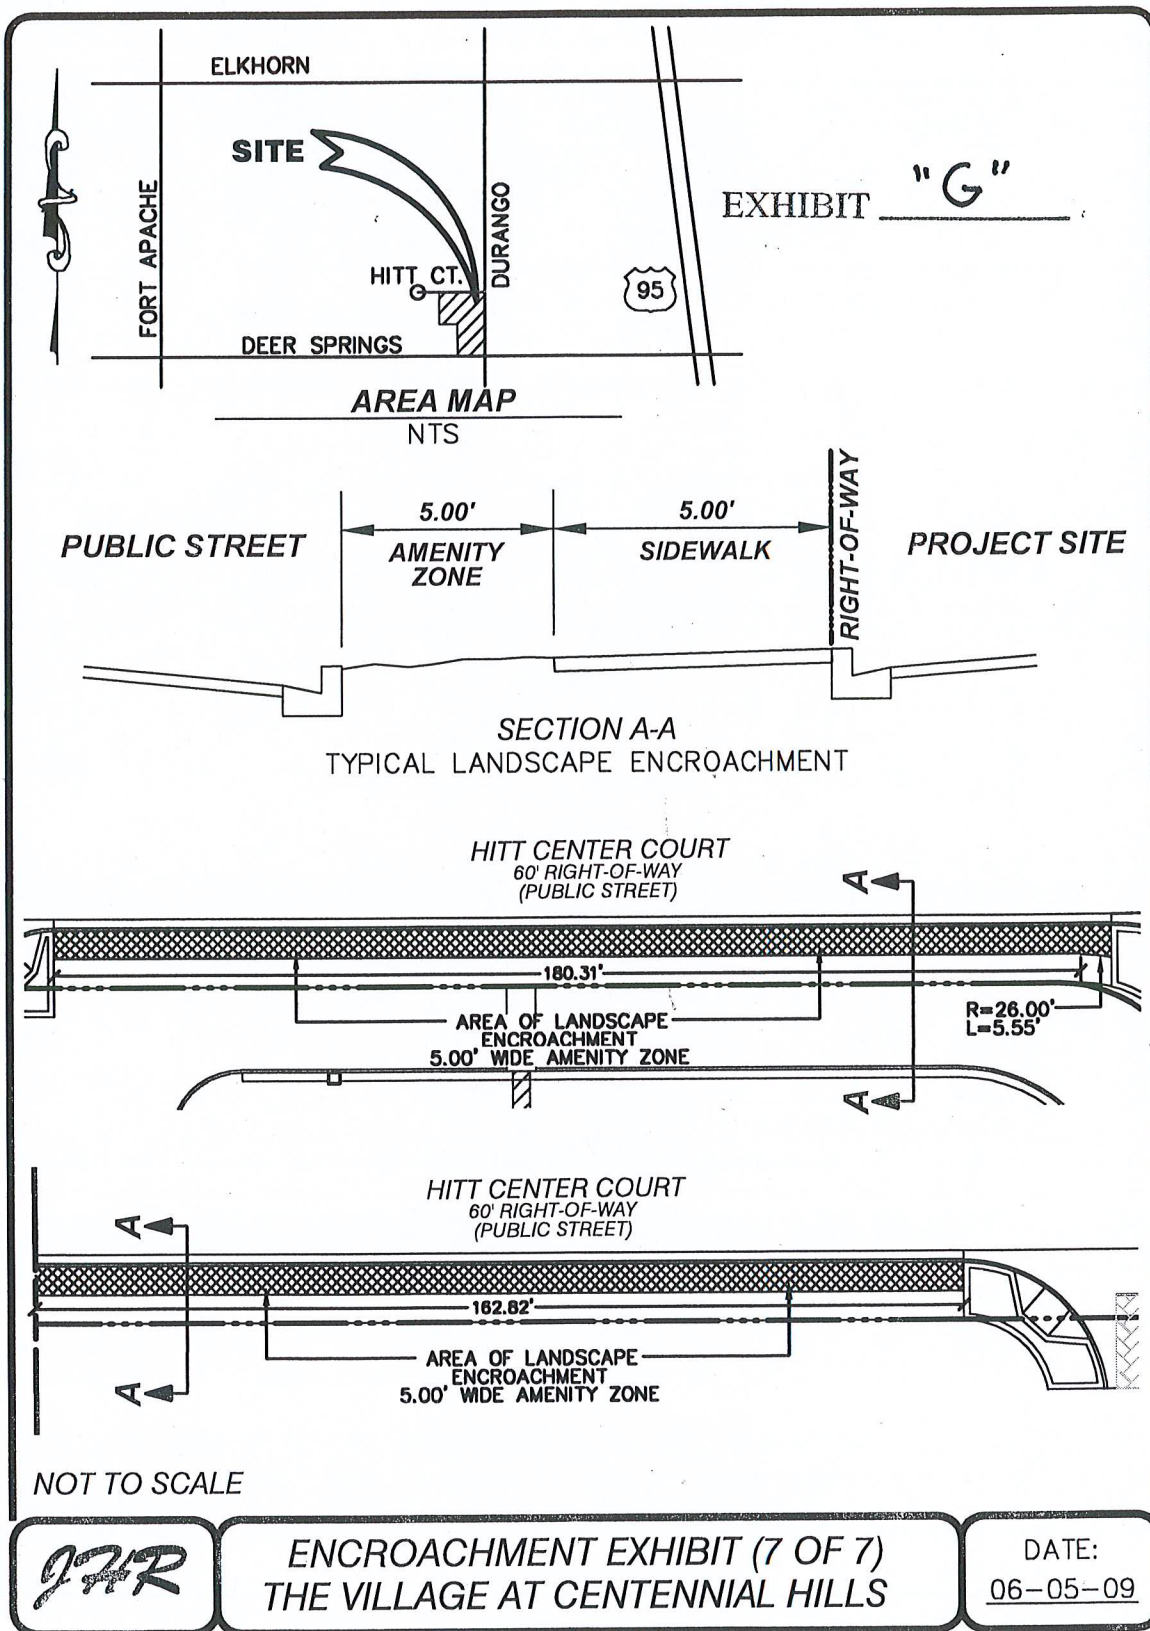 ELKHORN
SITE
FORT APACHE
DURANGO
HITT CT.
95
DEER SPRINGS
AREA MAP
NTS
EXHIBIT "G"
PUBLIC STREET
5.00'
AMENITY
ZONE
5.00'
SIDEWALK
RIGHT-OF-WAY
PROJECT SITE
SECTION A-A
TYPICAL LANDSCAPE ENCROACHMENT
HITT CENTER COURT
60' RIGHT-OF-WAY
(PUBLIC STREET)
A
180.31'
AREA OF LANDSCAPE
ENCROACHMENT
5.00' WIDE AMENITY ZONE
R=26.00'
L=5.55'
A
HITT CENTER COURT
60' RIGHT-OF-WAY
(PUBLIC STREET)
A
162.82'
AREA OF LANDSCAPE
ENCROACHMENT
5.00' WIDE AMENITY ZONE
A
NOT TO SCALE
JHR
ENCROACHMENT EXHIBIT (7 OF 7)
THE VILLAGE AT CENTENNIAL HILLS
DATE:
06-05-09